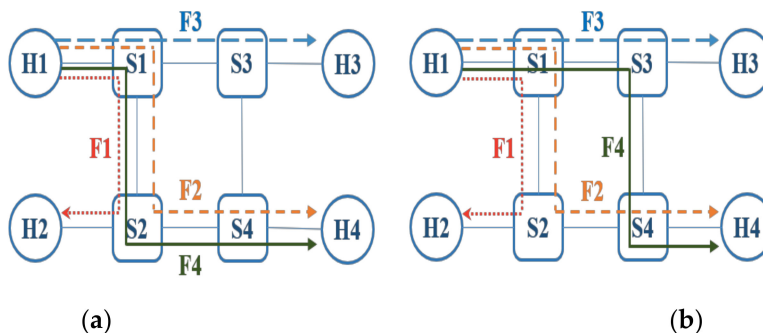 F3 F3
H1 S1 S3 H3 H1 S1 S3 H3
F1 F1 F4
F2 F2
H2 S2 S4 H4 H2 S2 S4 H4
F4
(a) (b)